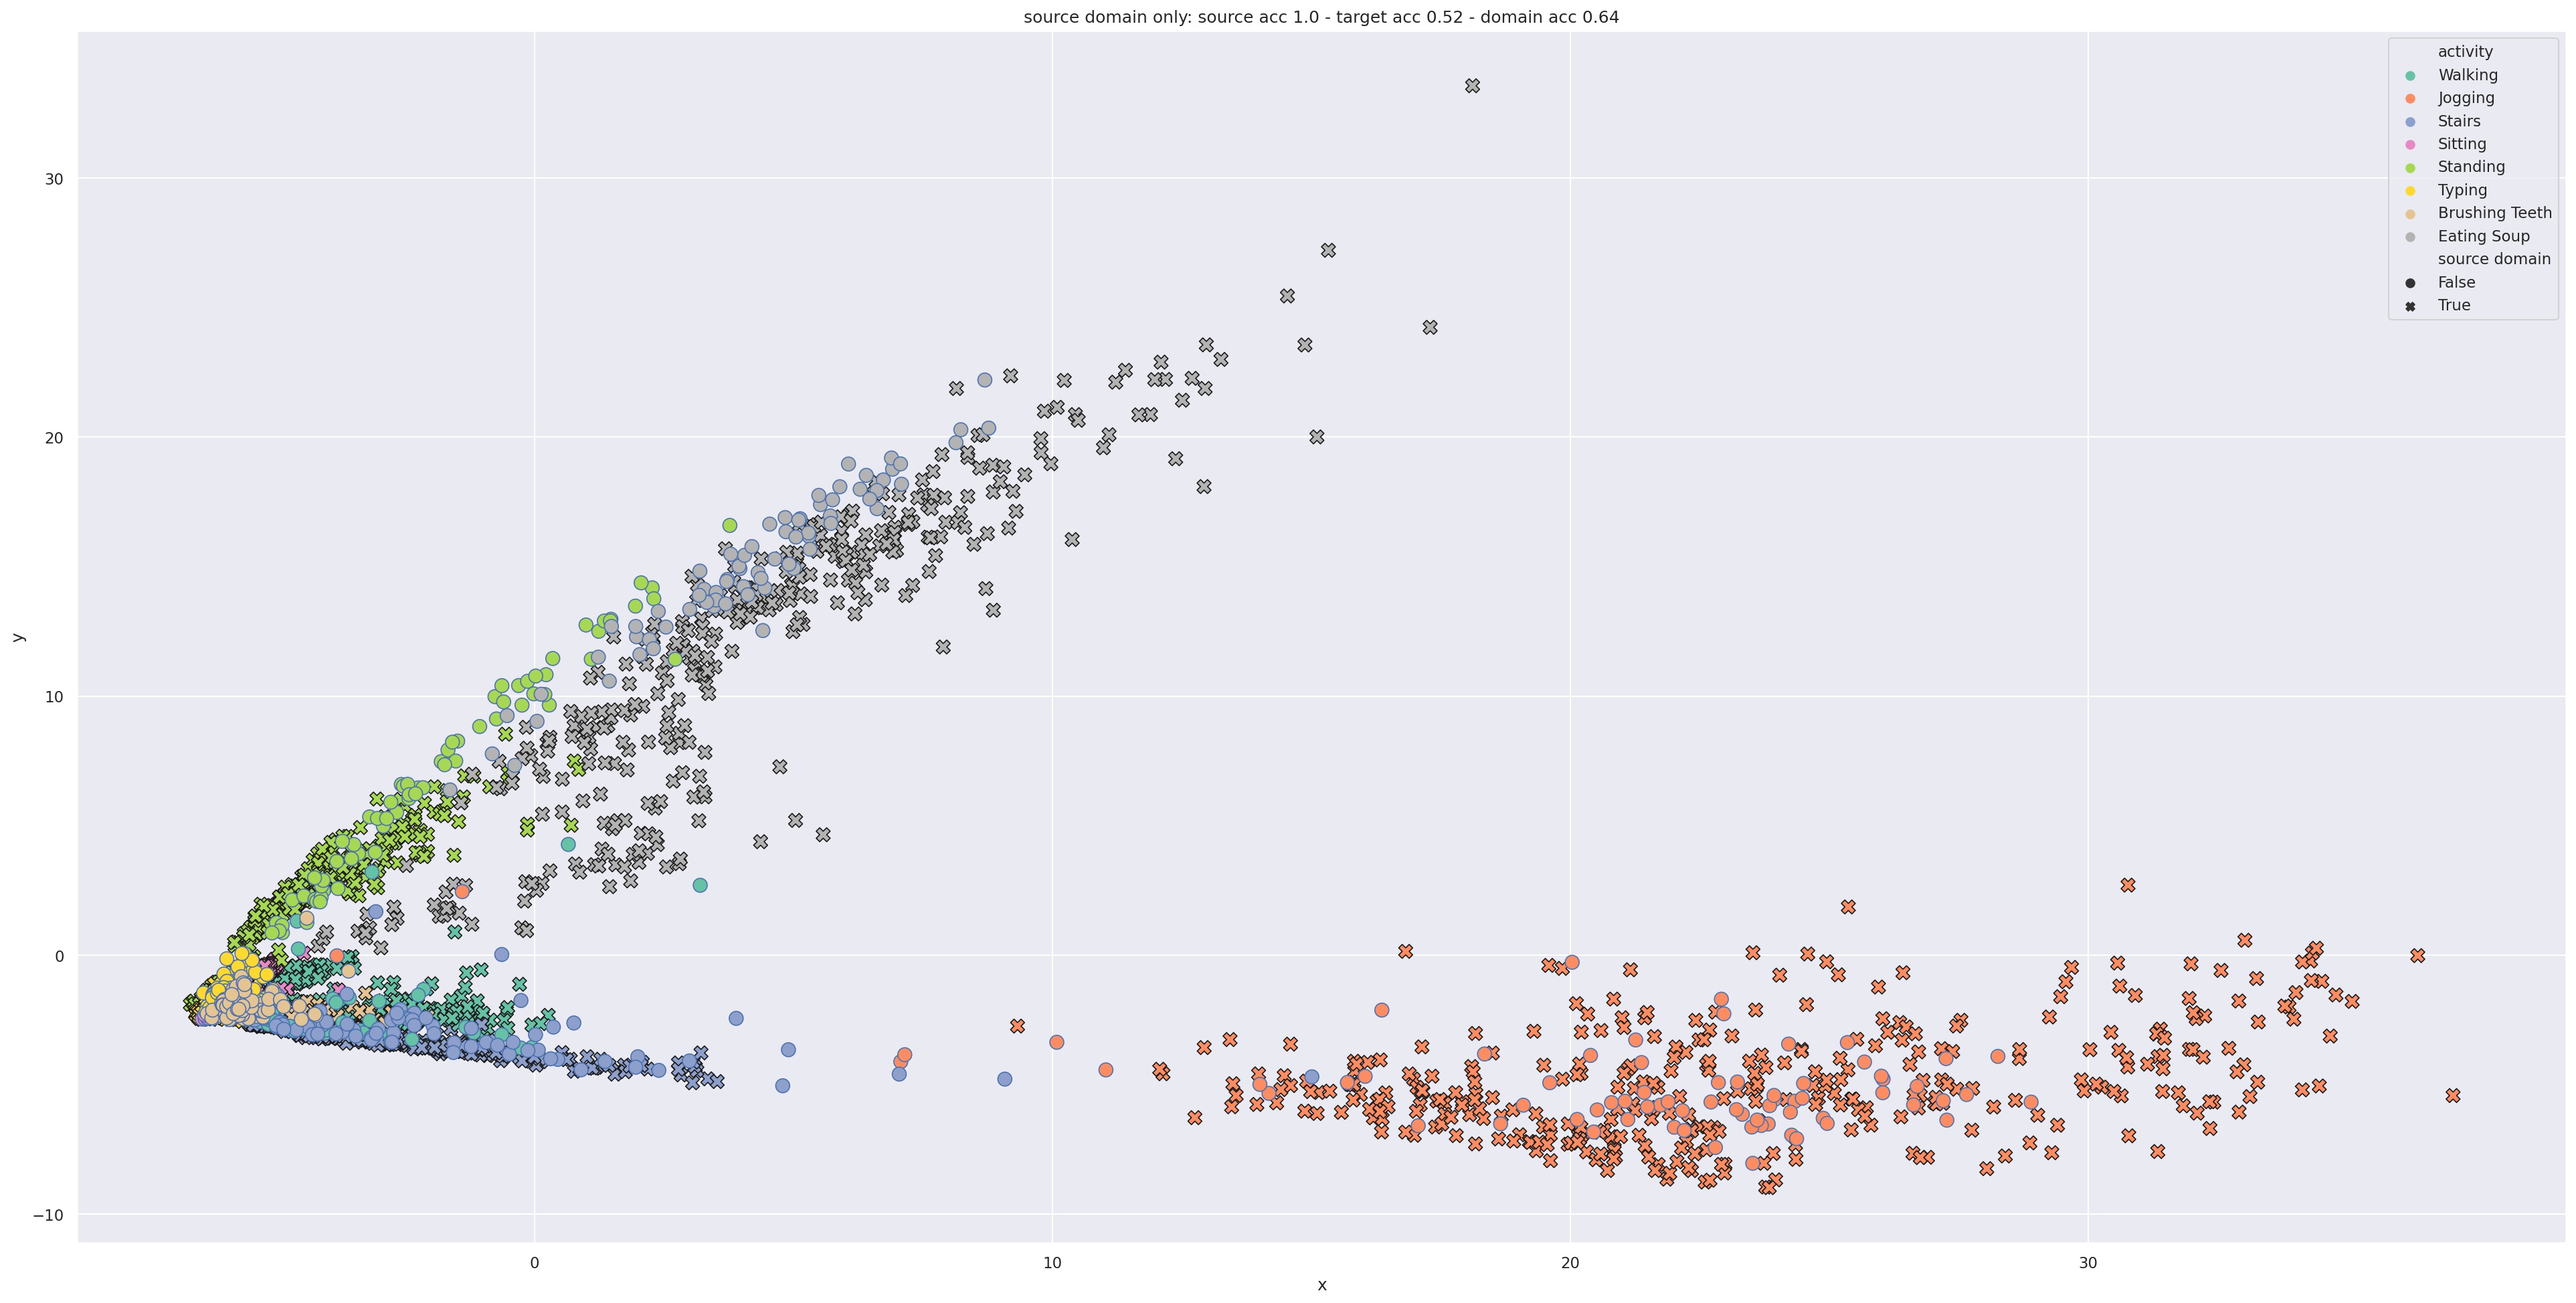 source domain only: source acc 1.0 - target acc 0.52 - domain acc 0.64
activity
Walking
Jogging
Stairs
Sitting
Standing
Typing
Brushing Teeth
Eating Soup
source domain
False
True
30
20
10
0
−10
y
0
10
20
30
x